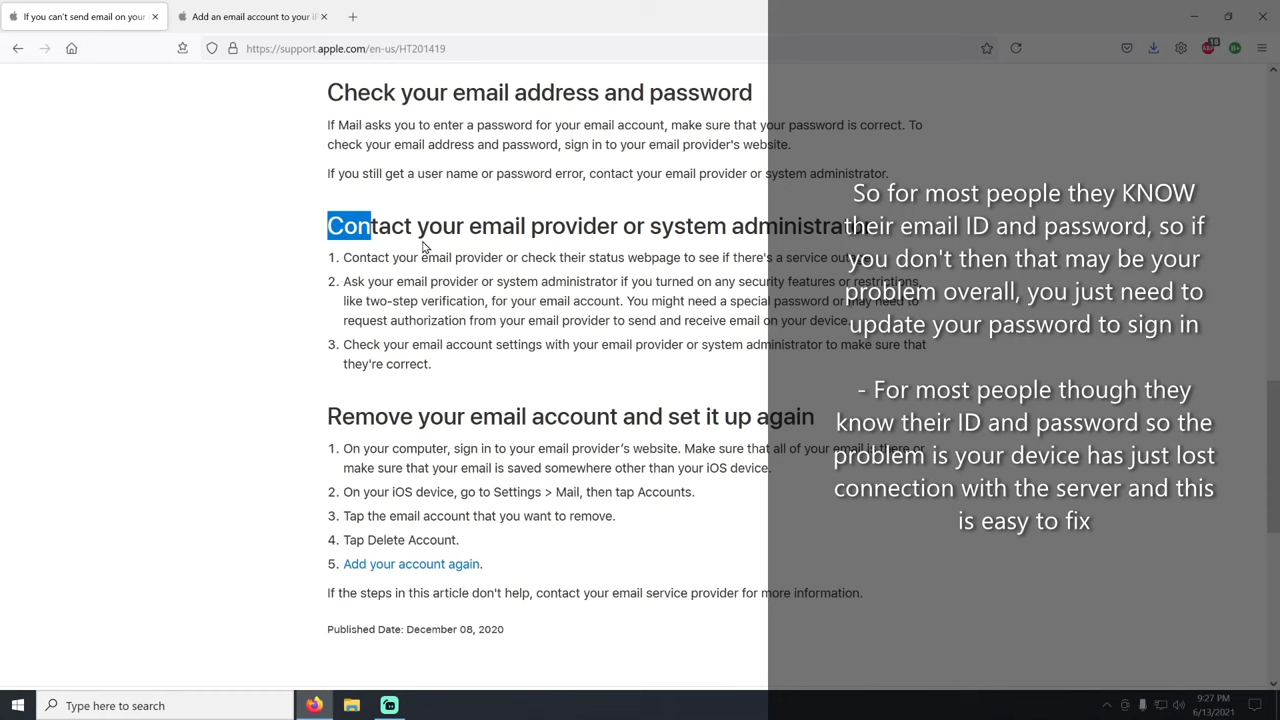 If you can't send email on your
Add an email account to your iP
https://support.apple.com/en-us/HT201419
18
Check your email address and password
If Mail asks you to enter a password for your email account, make sure that your password is correct. To
check your email address and password, sign in to your email provider's website.
If you still get a user name or password error, contact your email provider or system administrator.
Contact your email provider or system administrator
1. Contact your email provider or check their status webpage to see if there's a service outage.
2. Ask your email provider or system administrator if you turned on any security features or restrictions,
like two-step verification, for your email account. You might need a special password or may need to
request authorization from your email provider to send and receive email on your device.
3. Check your email account settings with your email provider or system administrator to make sure that
they're correct.
Remove your email account and set it up again
1. On your computer, sign in to your email provider’s website. Make sure that all of your email is there or
make sure that your email is saved somewhere other than your iOS device.
2. On your iOS device, go to Settings > Mail, then tap Accounts.
3. Tap the email account that you want to remove.
4. Tap Delete Account.
5. Add your account again.
If the steps in this article don't help, contact your email service provider for more information.
Published Date: December 08, 2020
So for most people they KNOW
their email ID and password, so if
you don't then that may be your
problem overall, you just need to
update your password to sign in
- For most people though they
know their ID and password so the
problem is your device has just lost
connection with the server and this
is easy to fix
Type here to search
9:27 PM
6/13/2021